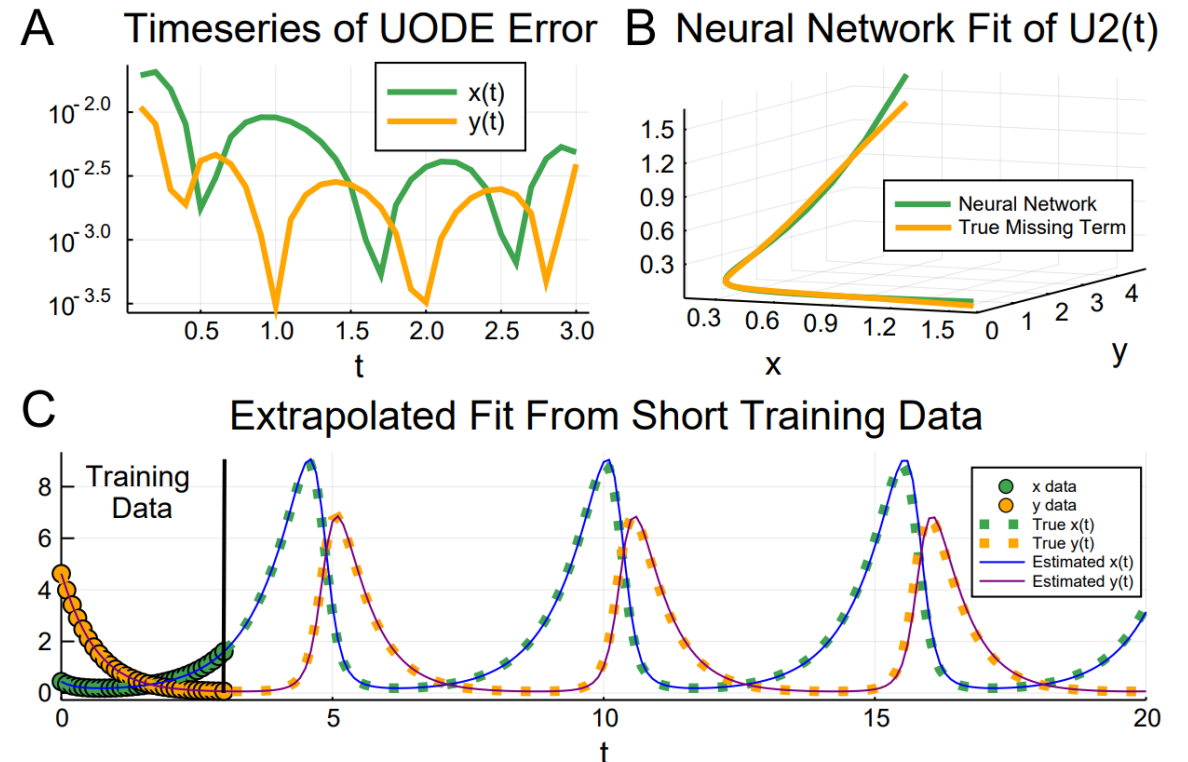 A
Timeseries of UODE Error
10^-2.0
10^-2.5
10^-3.0
10^-3.5
x(t)
y(t)
0.5 1.0 1.5 2.0 2.5 3.0
t
B
Neural Network Fit of U2(t)
1.5
1.2
0.9
0.6
0.3
Neural Network
True Missing Term
0.3 0.6 0.9 1.2 1.5
x
0 1 2 3 4
y
C
Extrapolated Fit From Short Training Data
Training
Data
8
6
4
2
0
x data
y data
True x(t)
True y(t)
Estimated x(t)
Estimated y(t)
0 5 10 15 20
t